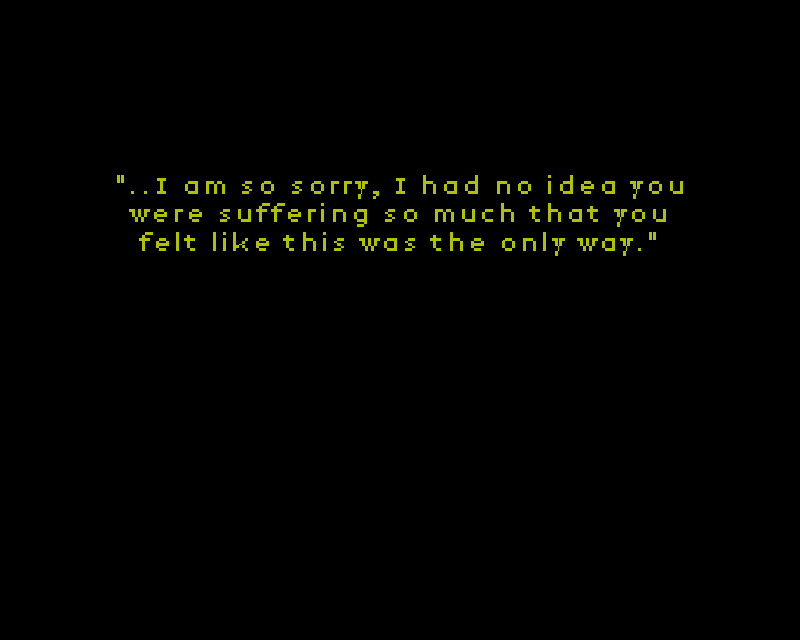 "..I am so sorry, I had no idea you
were suffering so much that you
felt like this was the only way."